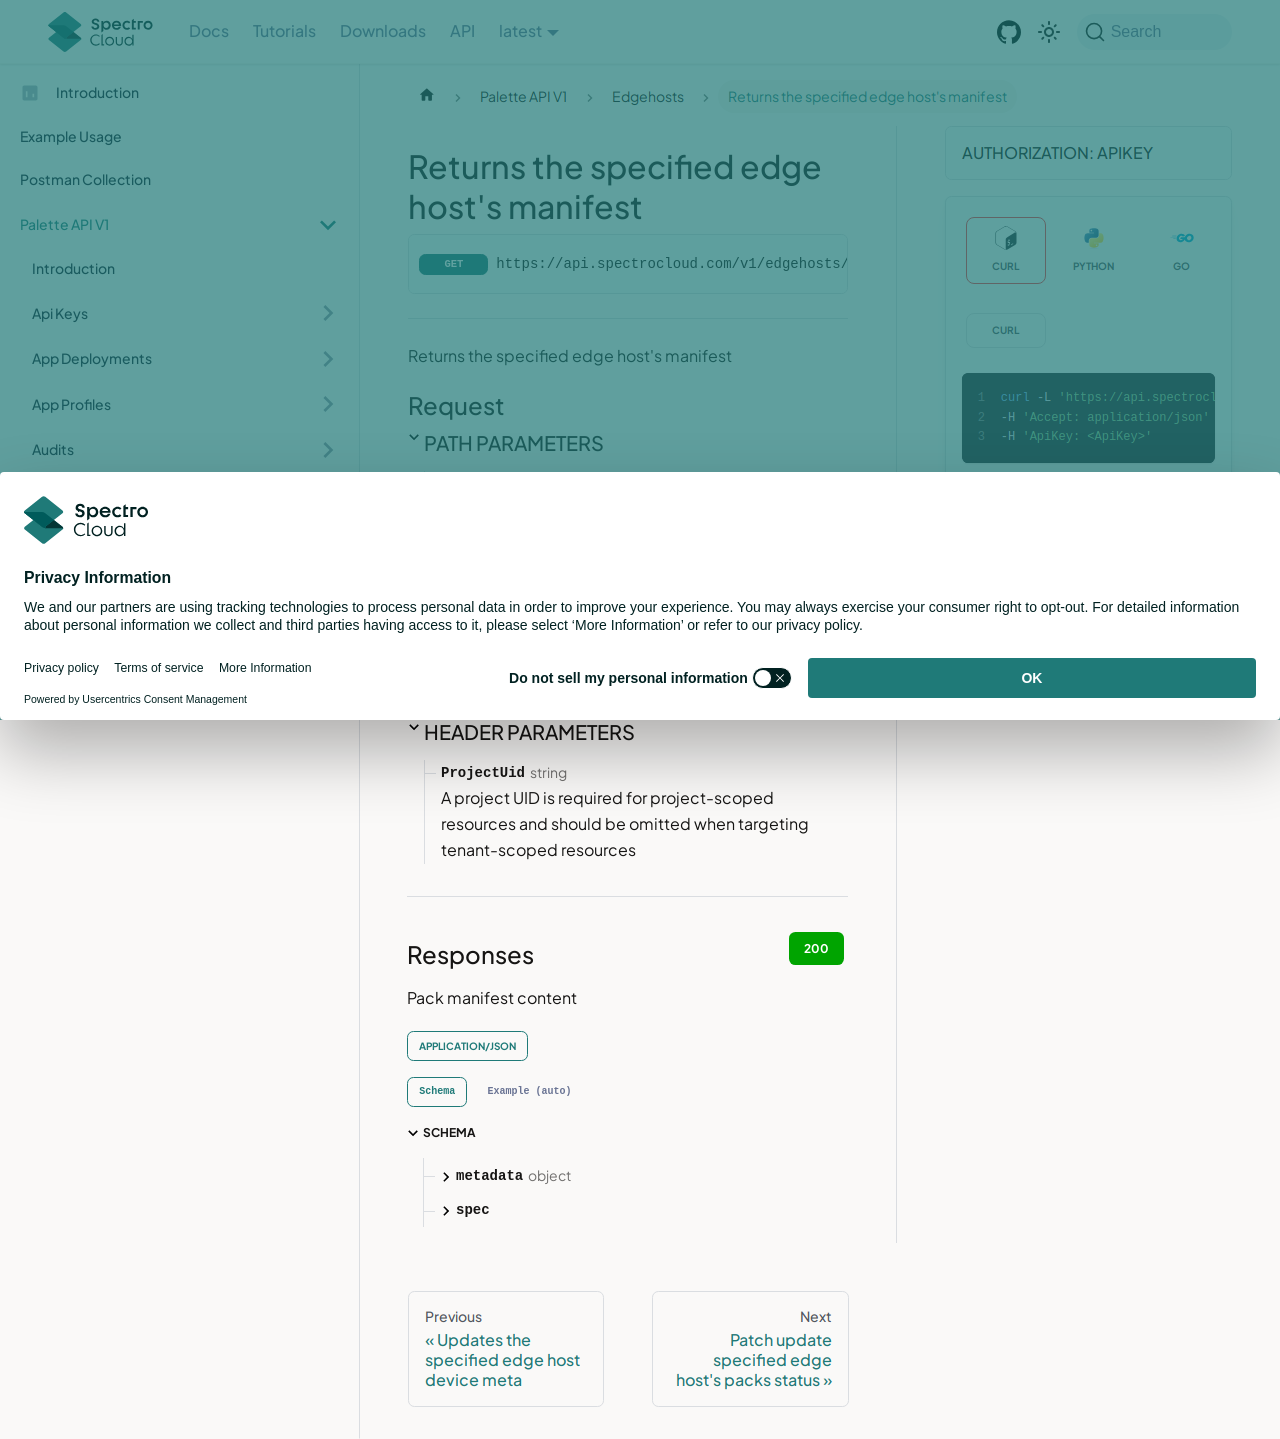 Spectro Cloud
Docs
Tutorials
Downloads
API
latest
Search
Introduction
Example Usage
Postman Collection
Palette API V1
Introduction
Api Keys
App Deployments
App Profiles
Audits
Palette API V1
Edgehosts
Returns the specified edge host's manifest
Returns the specified edge
host's manifest
GET
https://api.spectrocloud.com/v1/edgehosts/
Returns the specified edge host's manifest
Request
PATH PARAMETERS
AUTHORIZATION: APIKEY
CURL
PYTHON
GO
CURL
1 curl -L 'https://api.spectrocl
2 -H 'Accept: application/json'
3 -H 'ApiKey: <ApiKey>'
Spectro
Cloud
Privacy Information
We and our partners are using tracking technologies to process personal data in order to improve your experience. You may always exercise your consumer right to opt-out. For detailed information
about personal information we collect and third parties having access to it, please select ‘More Information’ or refer to our privacy policy.
Privacy policy
Terms of service
More Information
Powered by Usercentrics Consent Management
Do not sell my personal information
OK
HEADER PARAMETERS
ProjectUid string
A project UID is required for project-scoped
resources and should be omitted when targeting
tenant-scoped resources
Responses
200
Pack manifest content
APPLICATION/JSON
Schema
Example (auto)
SCHEMA
metadata object
spec
Previous
« Updates the
specified edge host
device meta
Next
Patch update
specified edge
host's packs status »